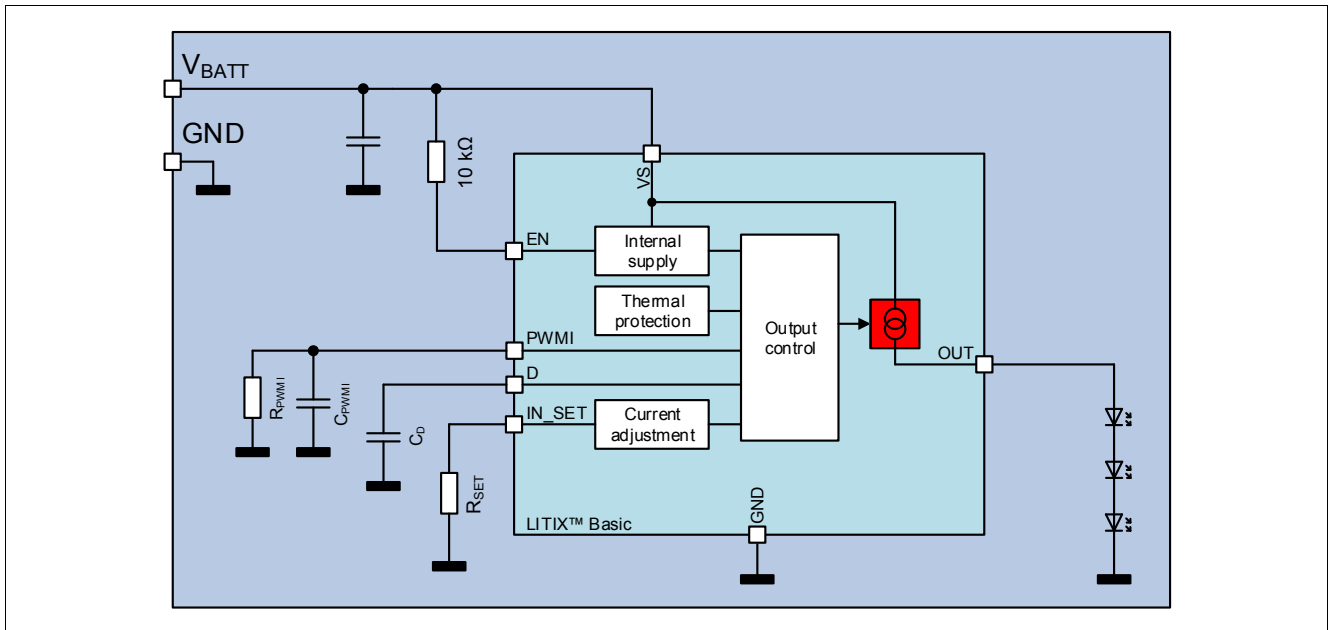 VBATT
GND
10 kΩ
VS
EN
Internal
supply
Thermal
protection
Output
control
PWMI
D
IN_SET
Current
adjustment
OUT
RPWMI
CPWMI
CD
RSET
GND
LITIX™ Basic